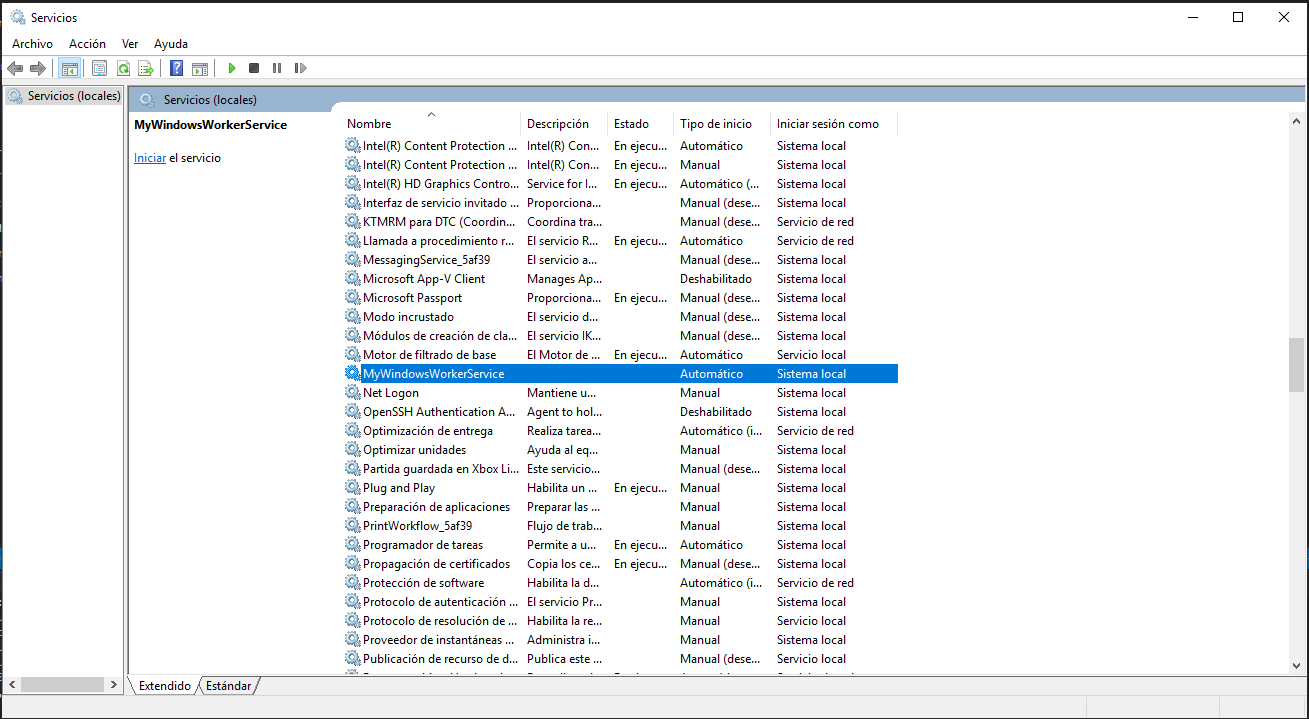 Servicios
Archivo Acción Ver Ayuda
Servicios (locales)
Servicios (locales)
MyWindowsWorkerService
Iniciar el servicio
Nombre Descripción Estado Tipo de inicio Iniciar sesión como
Intel(R) Content Protection ... Intel(R) Con... En ejecu... Automático Sistema local
Intel(R) Content Protection ... Intel(R) Con... En ejecu... Manual Sistema local
Intel(R) HD Graphics Contro... Service for I... En ejecu... Automático (... Sistema local
Interfaz de servicio invitado ... Proporciona... Manual (dese... Sistema local
KTMRM para DTC (Coordin... Coordina tra... Manual (dese... Servicio de red
Llamada a procedimiento r... El servicio R... En ejecu... Automático Servicio de red
MessagingService_5af39 El servicio a... Manual (dese... Sistema local
Microsoft App-V Client Manages Ap... Deshabilitado Sistema local
Microsoft Passport Proporciona... En ejecu... Manual (dese... Sistema local
Modo incrustado El servicio d... Manual (dese... Sistema local
Módulos de creación de cla... El servicio IK... Manual (dese... Sistema local
Motor de filtrado de base El Motor de ... En ejecu... Automático Servicio local
MyWindowsWorkerService Automático Sistema local
Net Logon Mantiene u... Manual Sistema local
OpenSSH Authentication A... Agent to hol... Deshabilitado Sistema local
Optimización de entrega Realiza tarea... Automático (i... Servicio de red
Optimizar unidades Ayuda al eq... Manual Sistema local
Partida guardada en Xbox Li... Este servicio... Manual (dese... Sistema local
Plug and Play Habilita un ... En ejecu... Manual Sistema local
Preparación de aplicaciones Preparar las ... Manual Sistema local
PrintWorkflow_5af39 Flujo de trab... Manual Sistema local
Programador de tareas Permite a u... En ejecu... Automático Sistema local
Propagación de certificados Copia los ce... En ejecu... Manual (dese... Sistema local
Protección de software Habilita la d... Automático (i... Servicio de red
Protocolo de autenticación ... El servicio Pr... Manual Sistema local
Protocolo de resolución de ... Habilita la re... Manual Servicio local
Proveedor de instantáneas ... Administra i... Manual Sistema local
Publicación de recurso de d... Publica este ... Manual (dese... Servicio local
Extendido Estándar